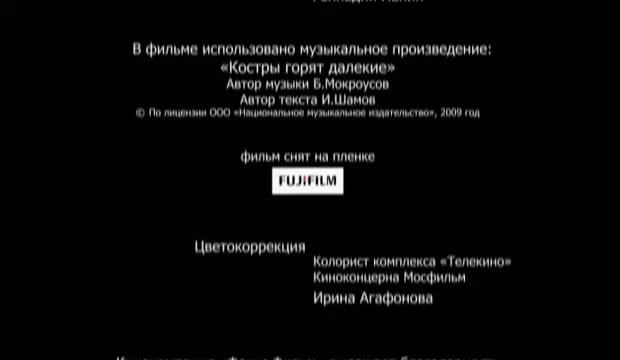 В фильме использовано музыкальное произведение:
«Костры горят далекие»
Автор музыки Б.Мокроусов
Автор текста И.Шамов
© По лицензии ООО «Национальное музыкальное издательство», 2009 год
фильм снят на пленке
FUJIFILM
Цветокоррекция
Колорист комплекса «Телекино»
Киноконцерна Мосфильм
Ирина Агафонова